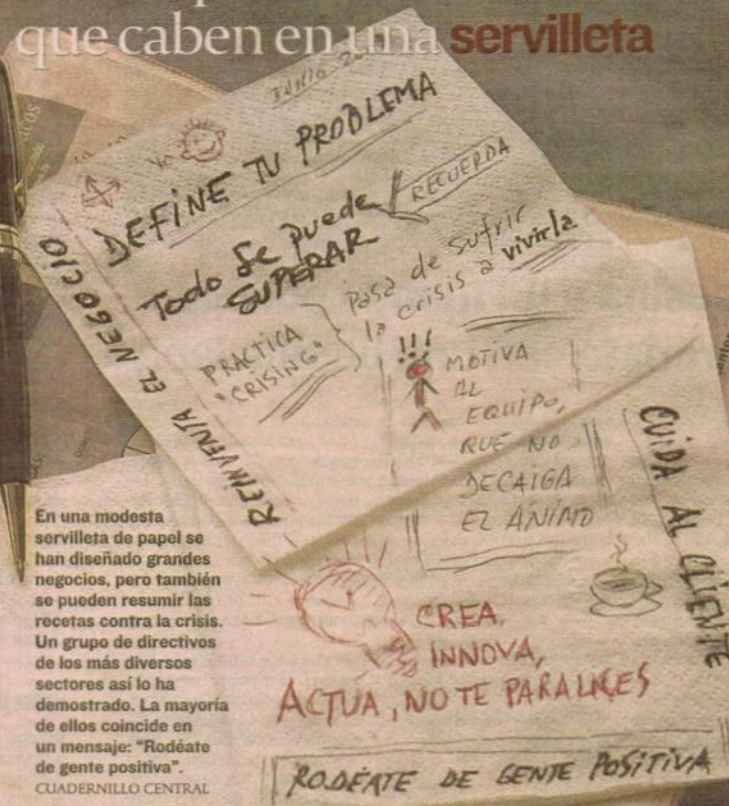 que caben en una servilleta
JUNIO
Yo
DEFINE TU PROBLEMA
Todo se puede
SUPERAR
RECUERDA
Pasa de sufrir
la crisis a vivirla
PRACTICA
"CRISING"
REINVENTA EL NEGOCIO
!!!
MOTIVA
AL
EQUIPO,
QUE NO
DECAIGA
EL ÁNIMO
CUIDA AL CLIENTE
CREA,
INNOVA,
ACTUA, NO TE PARALICES
RODÉATE DE GENTE POSITIVA
En una modesta
servilleta de papel se
han diseñado grandes
negocios, pero también
se pueden resumir las
recetas contra la crisis.
Un grupo de directivos
de los más diversos
sectores así lo ha
demostrado. La mayoría
de ellos coincide en
un mensaje: "Rodéate
de gente positiva".
CUADERNILLO CENTRAL